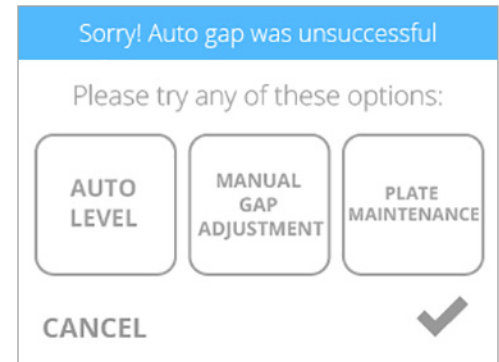 Sorry! Auto gap was unsuccessful
Please try any of these options:
AUTO
LEVEL
MANUAL
GAP
ADJUSTMENT
PLATE
MAINTENANCE
CANCEL